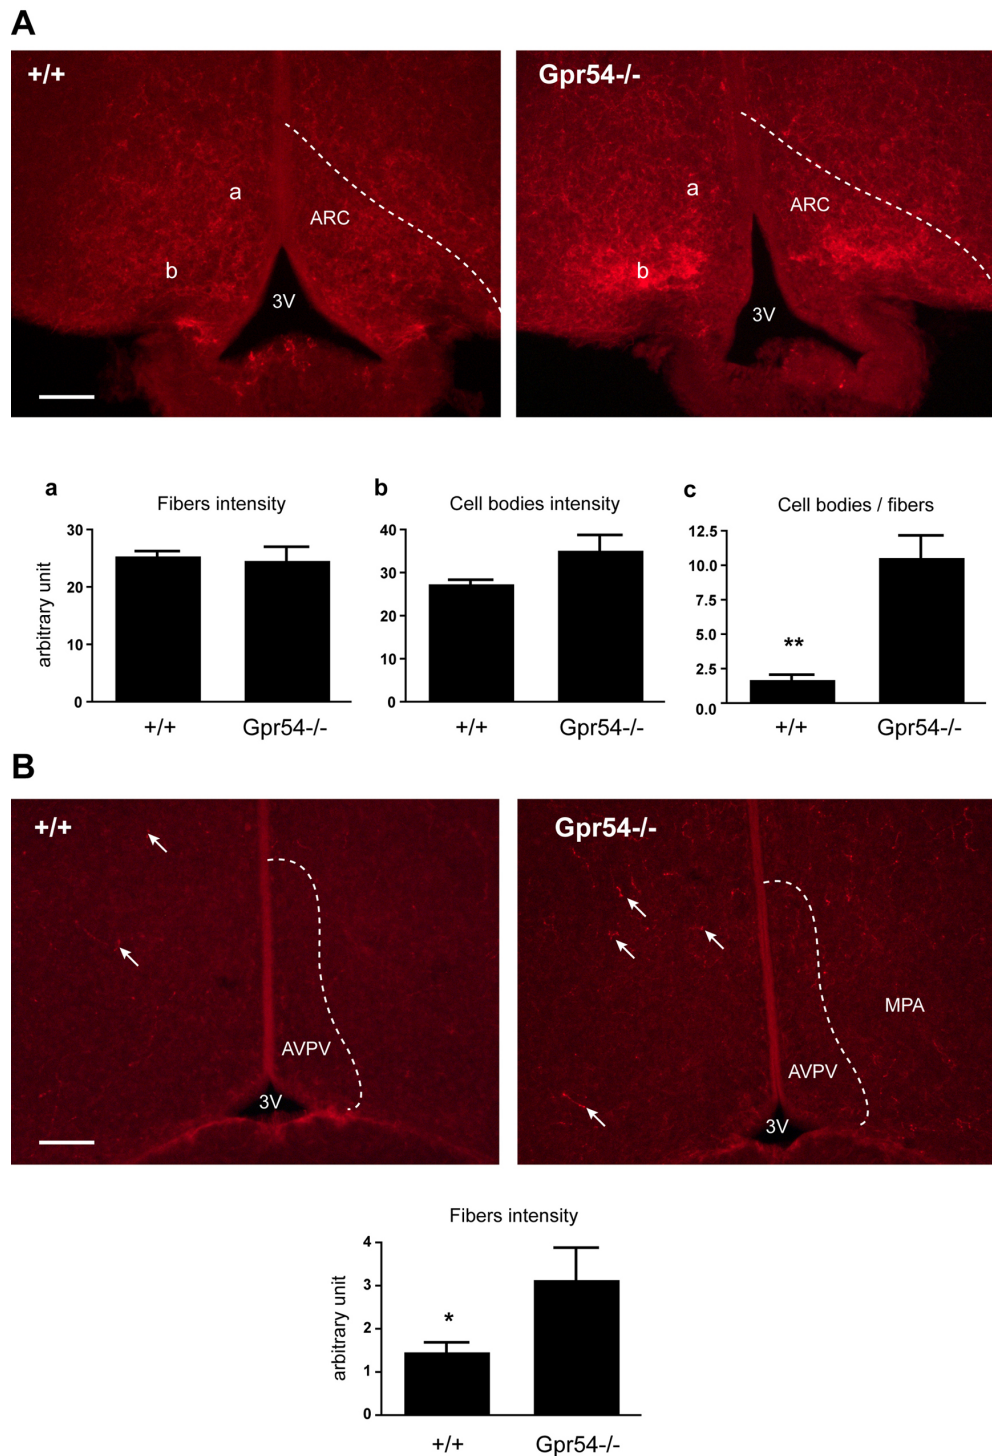 A
+/+
a
ARC
b
3V
Gpr54-/-
a
ARC
b
3V
a
Fibers intensity
arbitrary unit
30
20
10
0
+/+
Gpr54-/-
b
Cell bodies intensity
40
30
20
10
0
+/+
Gpr54-/-
c
Cell bodies / fibers
12.5
10.0
7.5
5.0
2.5
0.0
**
+/+
Gpr54-/-
B
+/+
AVPV
3V
Gpr54-/-
MPA
AVPV
3V
Fibers intensity
arbitrary unit
4
3
2
1
0
*
+/+
Gpr54-/-